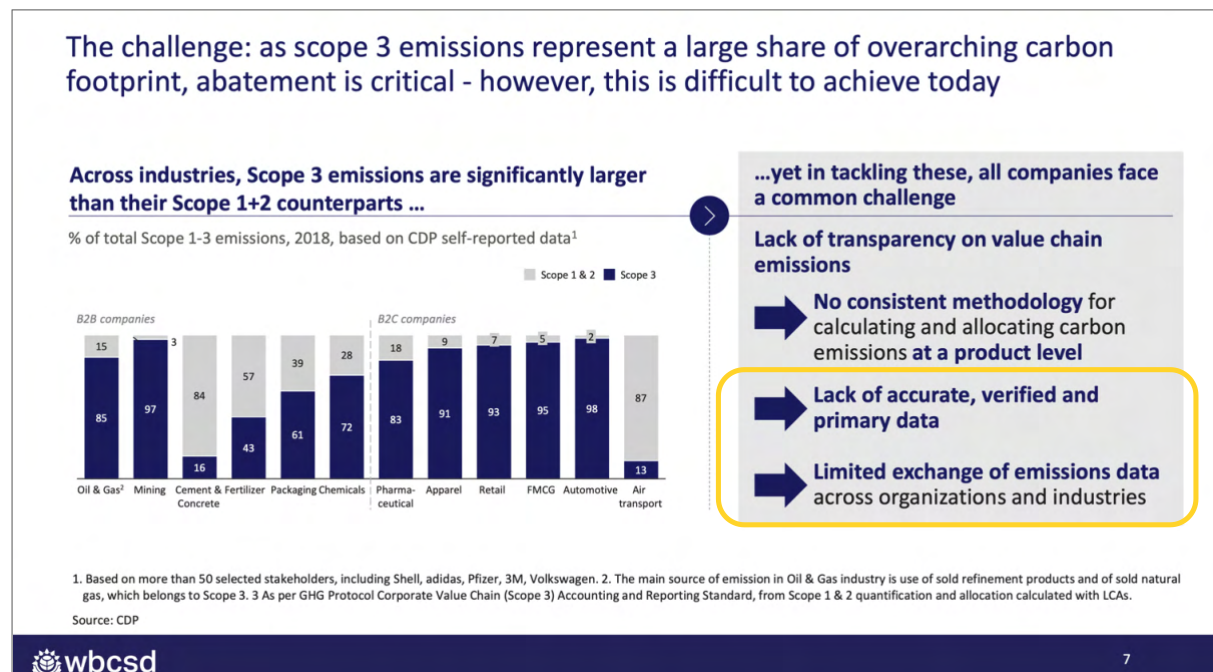 The challenge: as scope 3 emissions represent a large share of overarching carbon
footprint, abatement is critical - however, this is difficult to achieve today
Across industries, Scope 3 emissions are significantly larger
than their Scope 1+2 counterparts ...
% of total Scope 1-3 emissions, 2018, based on CDP self-reported data¹
Scope 1 & 2 Scope 3
B2B companies B2C companies
15 3 84 57 39 28 18 9 7 5 2 87
85 97 16 43 61 72 83 91 93 95 98 13
Oil & Gas² Mining Cement & Fertilizer Packaging Chemicals Pharma- Apparel Retail FMCG Automotive Air
Concrete ceutical transport
...yet in tackling these, all companies face
a common challenge
Lack of transparency on value chain
emissions
No consistent methodology for
calculating and allocating carbon
emissions at a product level
Lack of accurate, verified and
primary data
Limited exchange of emissions data
across organizations and industries
1. Based on more than 50 selected stakeholders, including Shell, adidas, Pfizer, 3M, Volkswagen. 2. The main source of emission in Oil & Gas industry is use of sold refinement products and of sold natural
gas, which belongs to Scope 3. 3 As per GHG Protocol Corporate Value Chain (Scope 3) Accounting and Reporting Standard, from Scope 1 & 2 quantification and allocation calculated with LCAs.
Source: CDP
wbcsd
7